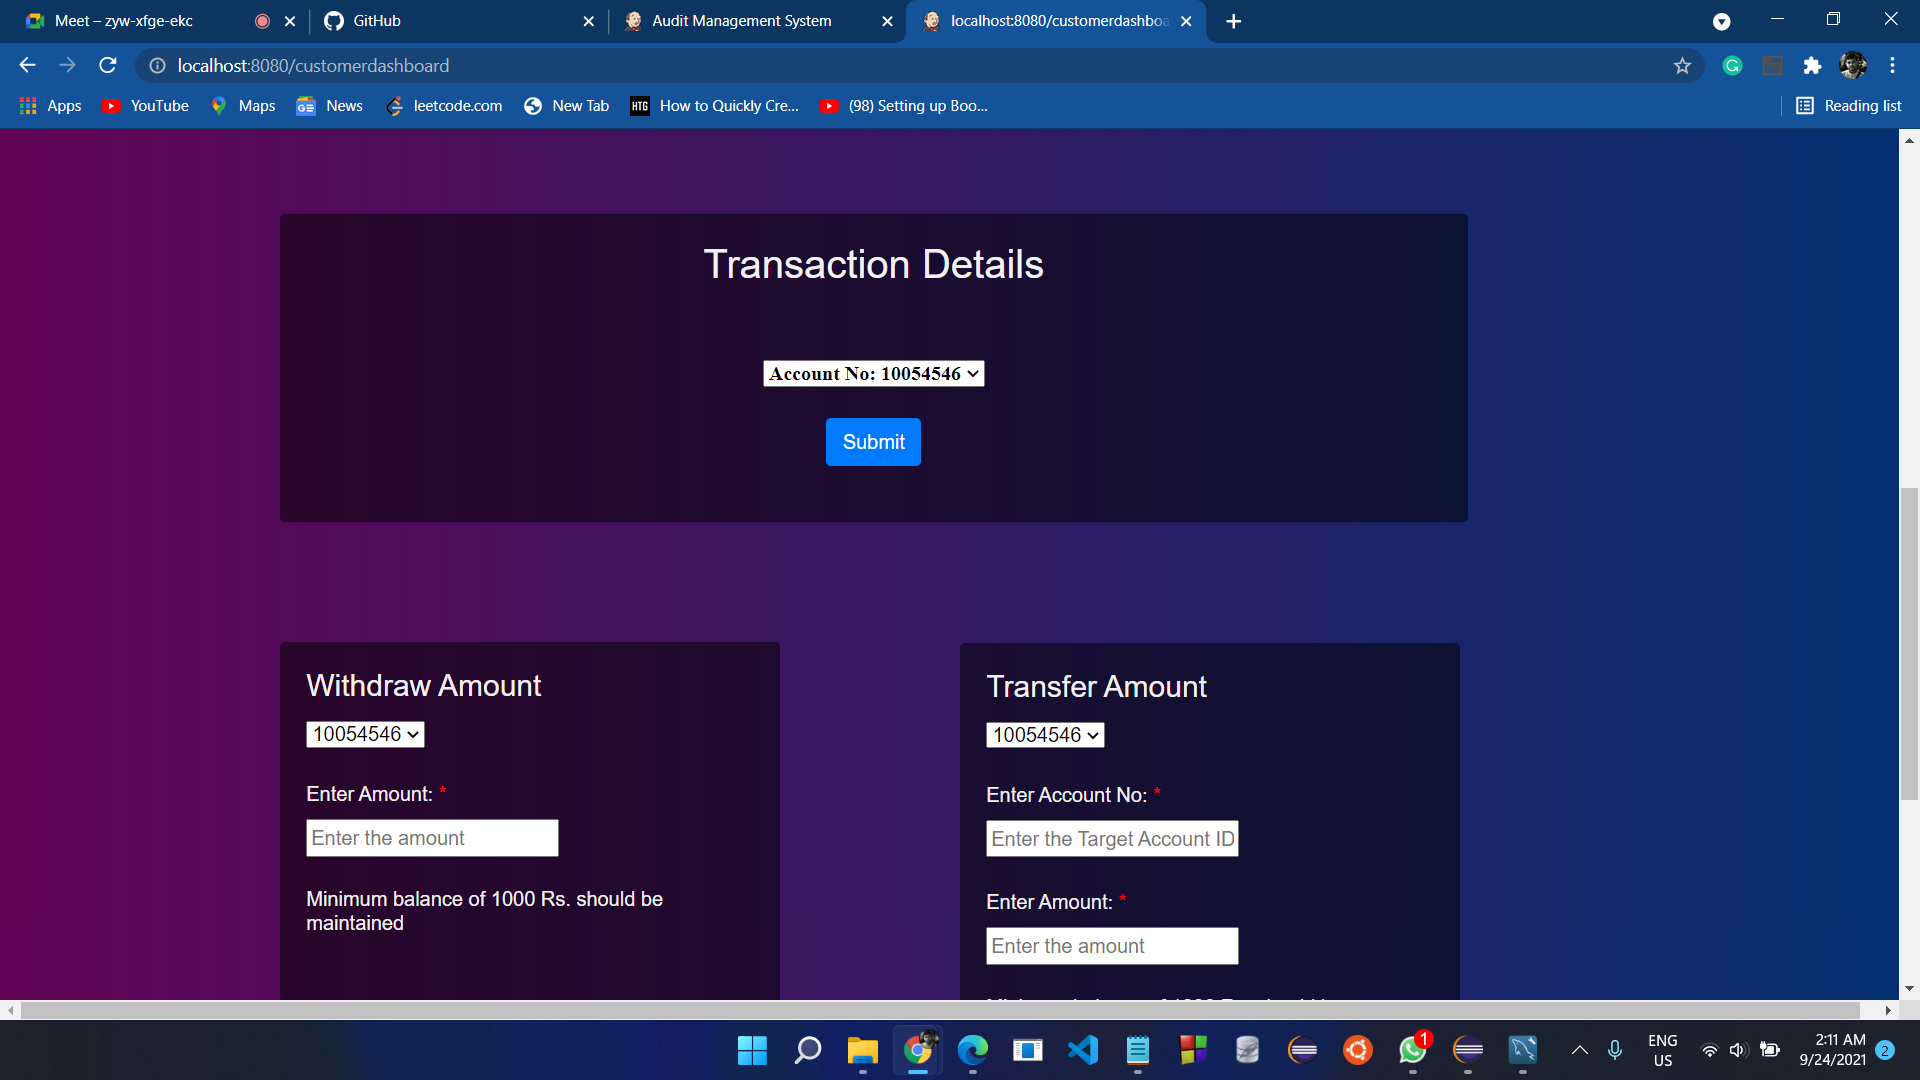 Meet – zyw-xfge-ekc
GitHub
Audit Management System
localhost:8080/customerdashboa
localhost:8080/customerdashboard
Apps
YouTube
Maps
News
leetcode.com
New Tab
HTG
How to Quickly Cre...
(98) Setting up Boo...
Reading list
Transaction Details
Account No: 10054546
Submit
Withdraw Amount
10054546
Enter Amount: *
Enter the amount
Minimum balance of 1000 Rs. should be
maintained
Transfer Amount
10054546
Enter Account No: *
Enter the Target Account ID
Enter Amount: *
Enter the amount
1
ENG
US
2:11 AM
9/24/2021
2